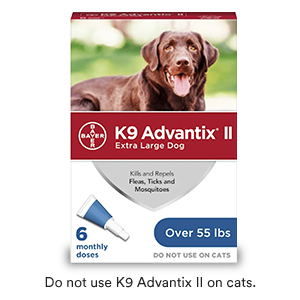 BAYER
BAYER
K9 Advantix® II
Extra Large Dog
Kills and Repels
Fleas, Ticks and
Mosquitoes
6
monthly
doses
Over 55 lbs
DO NOT USE ON CATS
Do not use K9 Advantix II on cats.